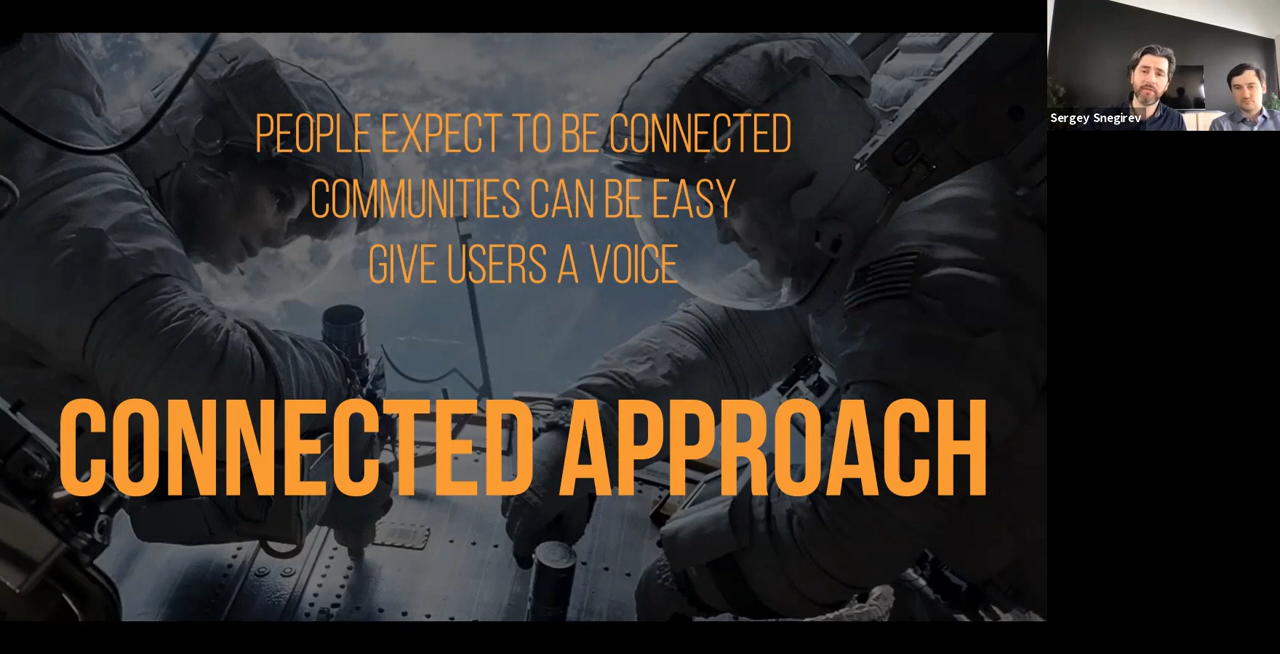 PEOPLE EXPECT TO BE CONNECTED
COMMUNITIES CAN BE EASY
GIVE USERS A VOICE
CONNECTED APPROACH
Sergey Snegirev